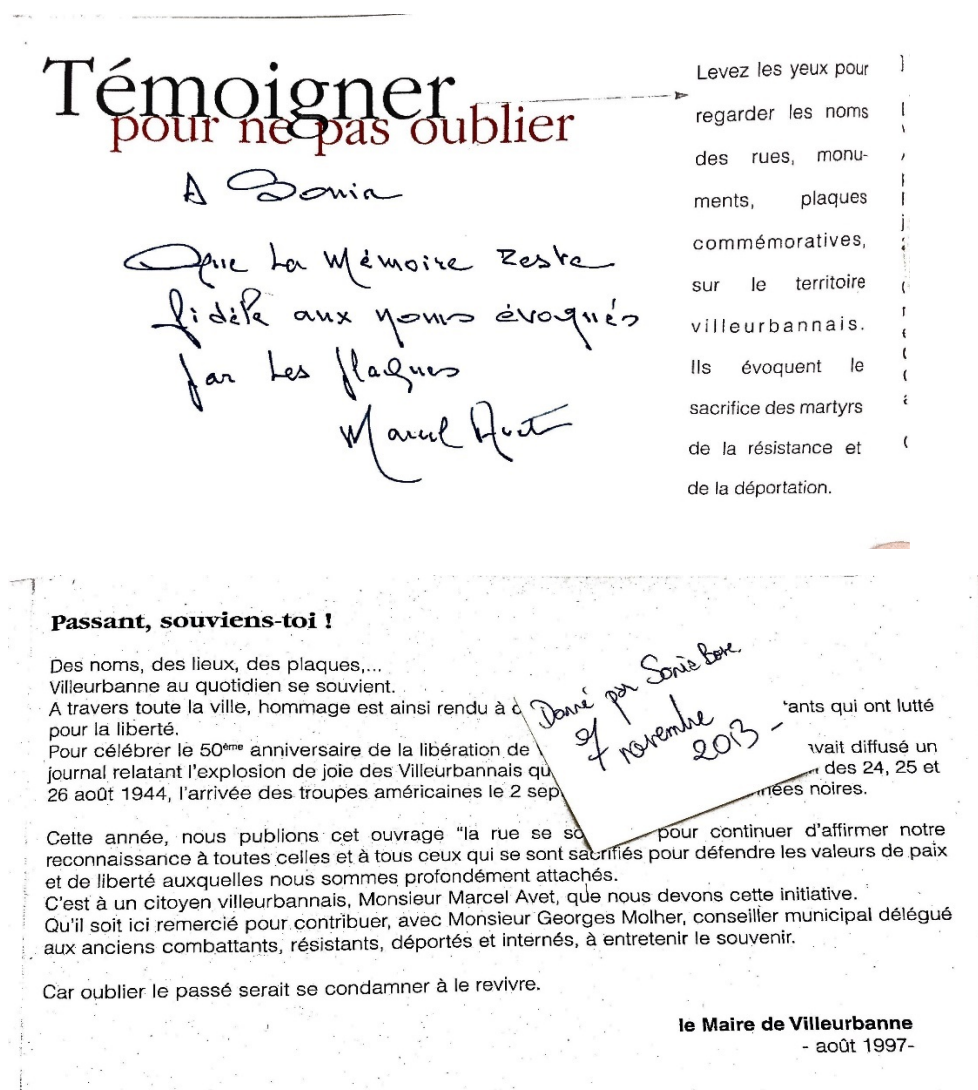 Témoigner
pour ne pas oublier
A Sonia
Que la Mémoire reste
fidèle aux noms évoqués
par les plaques
Marcel Avet
Levez les yeux pour
regarder les noms
des rues, monu-
ments, plaques
commémoratives,
sur le territoire
villeurbannais.
Ils évoquent le
sacrifice des martyrs
de la résistance et
de la déportation.
Passant, souviens-toi !
Des noms, des lieux, des plaques,...
Villeurbanne au quotidien se souvient.
A travers toute la ville, hommage est ainsi rendu à ants qui ont lutté
pour la liberté.
Pour célébrer le 50ème anniversaire de la libération de avait diffusé un
journal relatant l'explosion de joie des Villeurbannais qu des 24, 25 et
26 août 1944, l'arrivée des troupes américaines le 2 sep nées noires.
Donné par Sonia
7 novembre
2013 -
Cette année, nous publions cet ouvrage "la rue se so pour continuer d'affirmer notre
reconnaissance à toutes celles et à tous ceux qui se sont sacrifiés pour défendre les valeurs de paix
et de liberté auxquelles nous sommes profondément attachés.
C'est à un citoyen villeurbannais, Monsieur Marcel Avet, que nous devons cette initiative.
Qu'il soit ici remercié pour contribuer, avec Monsieur Georges Molher, conseiller municipal délégué
aux anciens combattants, résistants, déportés et internés, à entretenir le souvenir.
Car oublier le passé serait se condamner à le revivre.
le Maire de Villeurbanne
- août 1997-